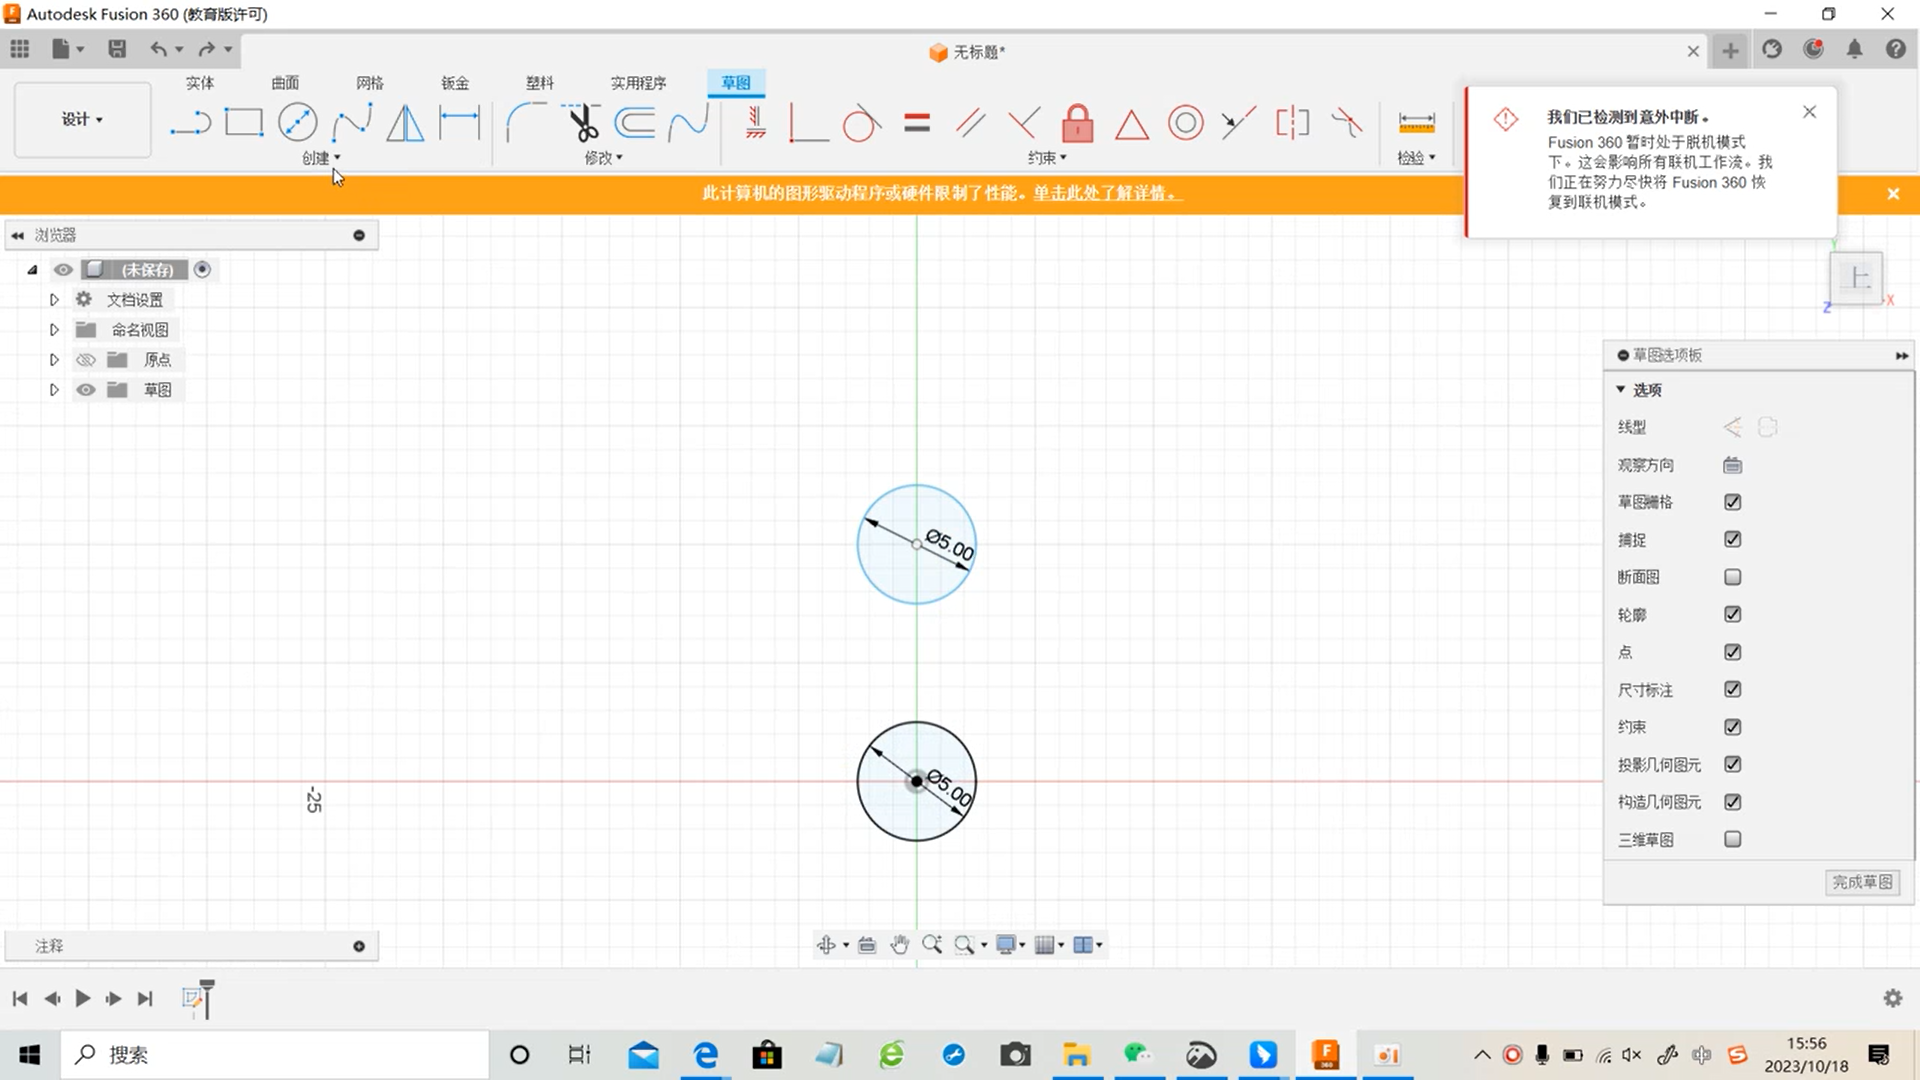 Autodesk Fusion 360 (教育版许可)
无标题*
实体
曲面
网格
钣金
塑料
实用程序
草图
设计
创建
修改
约束
检验
我们已检测到意外中断。
Fusion 360 暂时处于脱机模式
下。这会影响所有联机工作流。我
们正在努力尽快将 Fusion 360 恢
复到联机模式。
此计算机的图形驱动程序或硬件限制了性能。单击此处了解详情。
浏览器
(未保存)
文档设置
命名视图
原点
草图
上
Y
X
Z
草图选项板
选项
线型
观察方向
草图栅格
捕捉
断面图
轮廓
点
尺寸标注
约束
投影几何图元
构造几何图元
三维草图
完成草图
Ø5.00
Ø5.00
-25
注释
搜索
中
15:56
2023/10/18